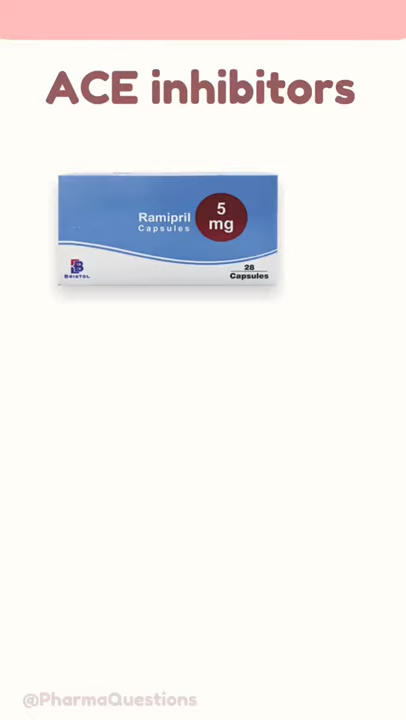 ACE inhibitors
Ramipril
Capsules
5
mg
BRISTOL
28
Capsules
@PharmaQuestions